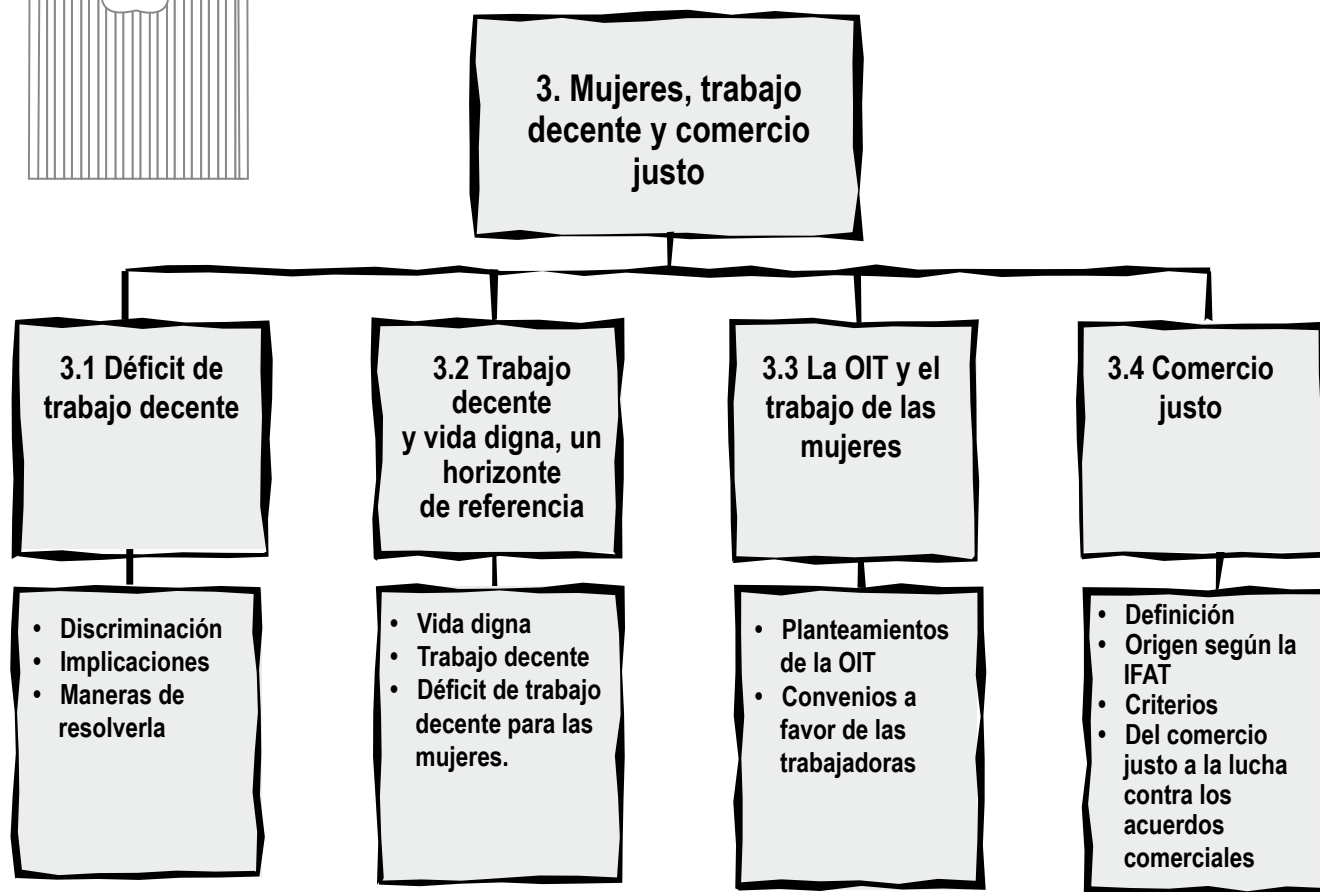 3. Mujeres, trabajo
decente y comercio
justo
3.1 Déficit de
trabajo decente
3.2 Trabajo
decente
y vida digna, un
horizonte
de referencia
3.3 La OIT y el
trabajo de las
mujeres
3.4 Comercio
justo
• Discriminación
• Implicaciones
• Maneras de
resolverla
• Vida digna
• Trabajo decente
• Déficit de trabajo
decente para las
mujeres.
• Planteamientos
de la OIT
• Convenios a
favor de las
trabajadoras
• Definición
• Origen según la
IFAT
• Criterios
• Del comercio
justo a la lucha
contra los
acuerdos
comerciales